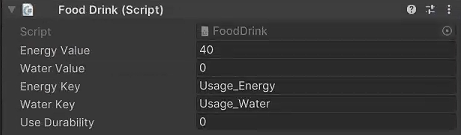 Food Drink (Script)
Script FoodDrink
Energy Value 40
Water Value 0
Energy Key Usage_Energy
Water Key Usage_Water
Use Durability 0